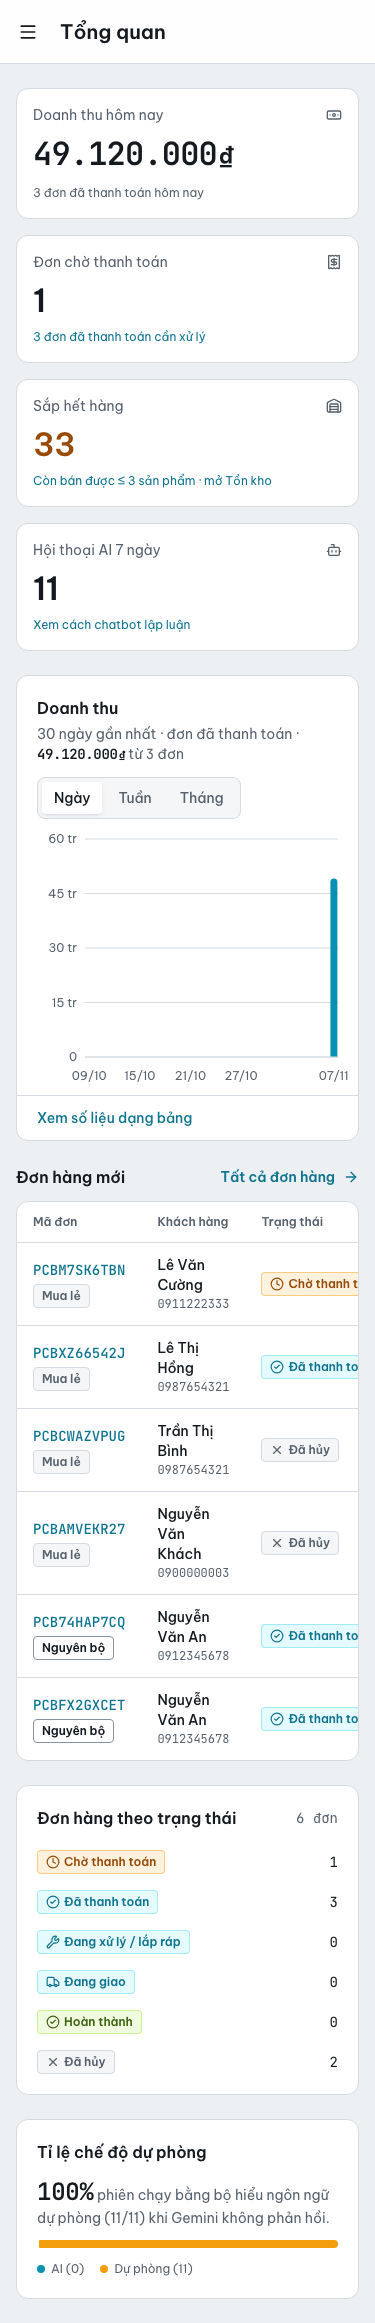 Tổng quan
Doanh thu hôm nay
49.120.000₫
3 đơn đã thanh toán hôm nay
Đơn chờ thanh toán
1
3 đơn đã thanh toán cần xử lý
Sắp hết hàng
33
Còn bán được ≤ 3 sản phẩm · mở Tồn kho
Hội thoại AI 7 ngày
11
Xem cách chatbot lập luận
Doanh thu
30 ngày gần nhất · đơn đã thanh toán ·
49.120.000₫ từ 3 đơn
Ngày Tuần Tháng
60 tr
45 tr
30 tr
15 tr
0
09/10 15/10 21/10 27/10 07/11
Xem số liệu dạng bảng
Đơn hàng mới Tất cả đơn hàng →
Mã đơn Khách hàng Trạng thái
PCBM7SK6TBN Lê Văn Cường Chờ thanh t
Mua lẻ 0911222333
PCBXZ66542J Lê Thị Hồng Đã thanh to
Mua lẻ 0987654321
PCBCWAZVPUG Trần Thị Bình Đã hủy
Mua lẻ 0987654321
PCBAMVEKR27 Nguyễn Văn Khách Đã hủy
Mua lẻ 0900000003
PCB74HAP7CQ Nguyễn Văn An Đã thanh to
Nguyên bộ 0912345678
PCBFX2GXCET Nguyễn Văn An Đã thanh to
Nguyên bộ 0912345678
Đơn hàng theo trạng thái 6 đơn
Chờ thanh toán 1
Đã thanh toán 3
Đang xử lý / lắp ráp 0
Đang giao 0
Hoàn thành 0
Đã hủy 2
Tỉ lệ chế độ dự phòng
100% phiên chạy bằng bộ hiểu ngôn ngữ
dự phòng (11/11) khi Gemini không phản hồi.
AI (0) Dự phòng (11)